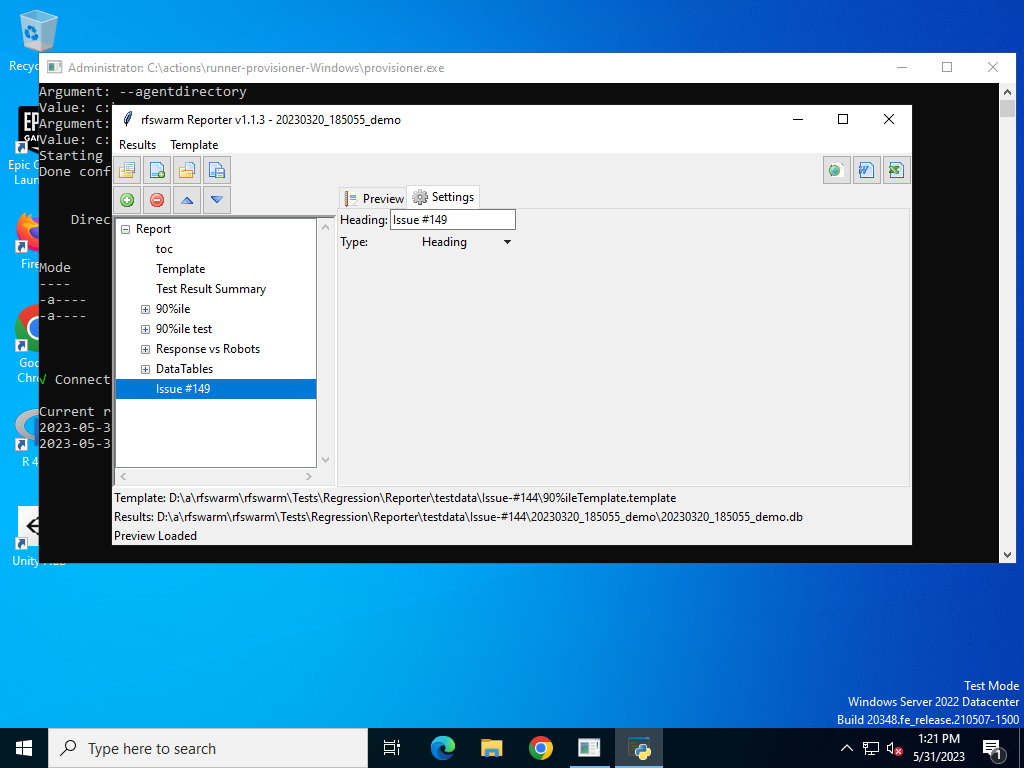 Recyc
Administrator: C:\actions\runner-provisioner-Windows\provisioner.exe
Argument: --agentdirectory
Value: c:\
Argument:
Value: c:
Starting
Done conf
Direc
Mode
----
-a----
-a----
√ Connect
Current r
2023-05-3
2023-05-3
Epic G
Laun
Fire
Goo
Chr
R 4
Unity Hub
rfswarm Reporter v1.1.3 - 20230320_185055_demo
Results Template
Preview Settings
Heading: Issue #149
Type: Heading
Report
toc
Template
Test Result Summary
90%ile
90%ile test
Response vs Robots
DataTables
Issue #149
Template: D:\a\rfswarm\rfswarm\Tests\Regression\Reporter\testdata\Issue-#144\90%ileTemplate.template
Results: D:\a\rfswarm\rfswarm\Tests\Regression\Reporter\testdata\Issue-#144\20230320_185055_demo\20230320_185055_demo.db
Preview Loaded
Test Mode
Windows Server 2022 Datacenter
Build 20348.fe_release.210507-1500
Type here to search
1:21 PM
5/31/2023
1